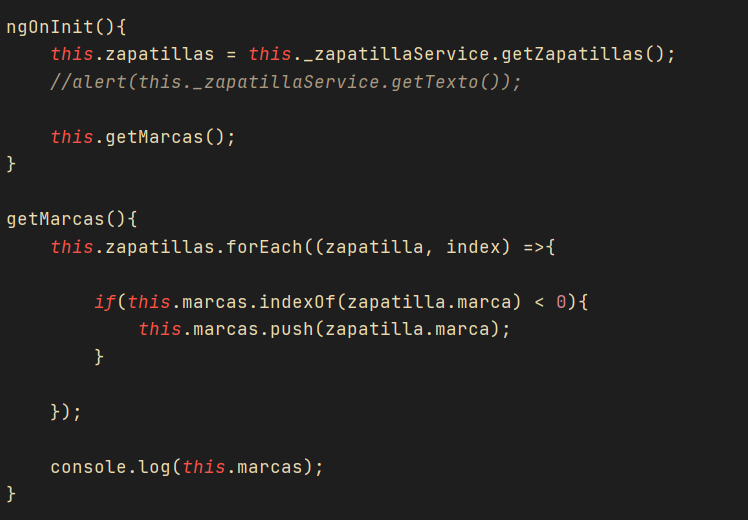 ngOnInit(){
    this.zapatillas = this._zapatillaService.getZapatillas();
    //alert(this._zapatillaService.getTexto());

    this.getMarcas();
}

getMarcas(){
    this.zapatillas.forEach((zapatilla, index) =>{

        if(this.marcas.indexOf(zapatilla.marca) < 0){
            this.marcas.push(zapatilla.marca);
        }

    });

    console.log(this.marcas);
}